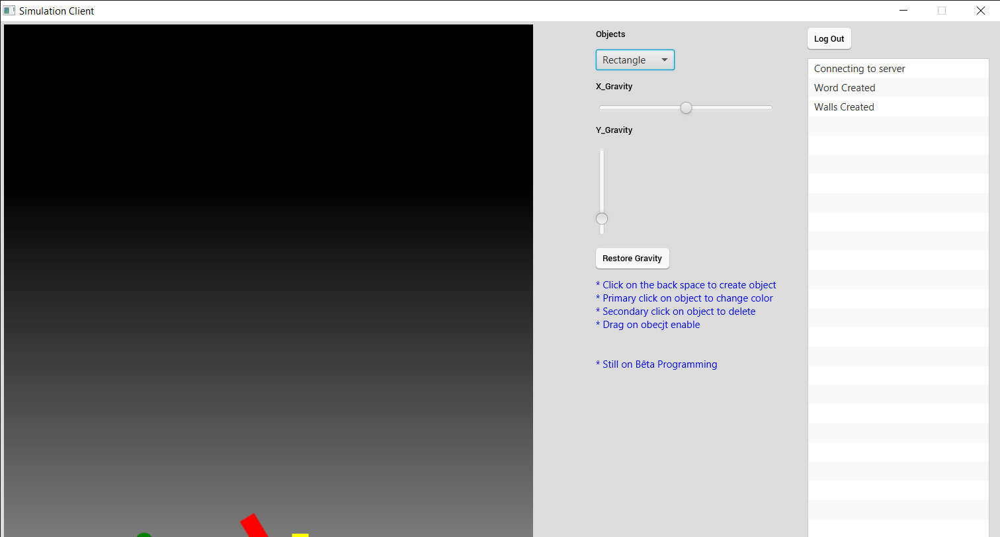 Simulation Client
Objects
Rectangle
X_Gravity
Y_Gravity
Restore Gravity
* Click on the back space to create object
* Primary click on object to change color
* Secondary click on object to delete
* Drag on obecjt enable
* Still on Bêta Programming
Log Out
Connecting to server
Word Created
Walls Created